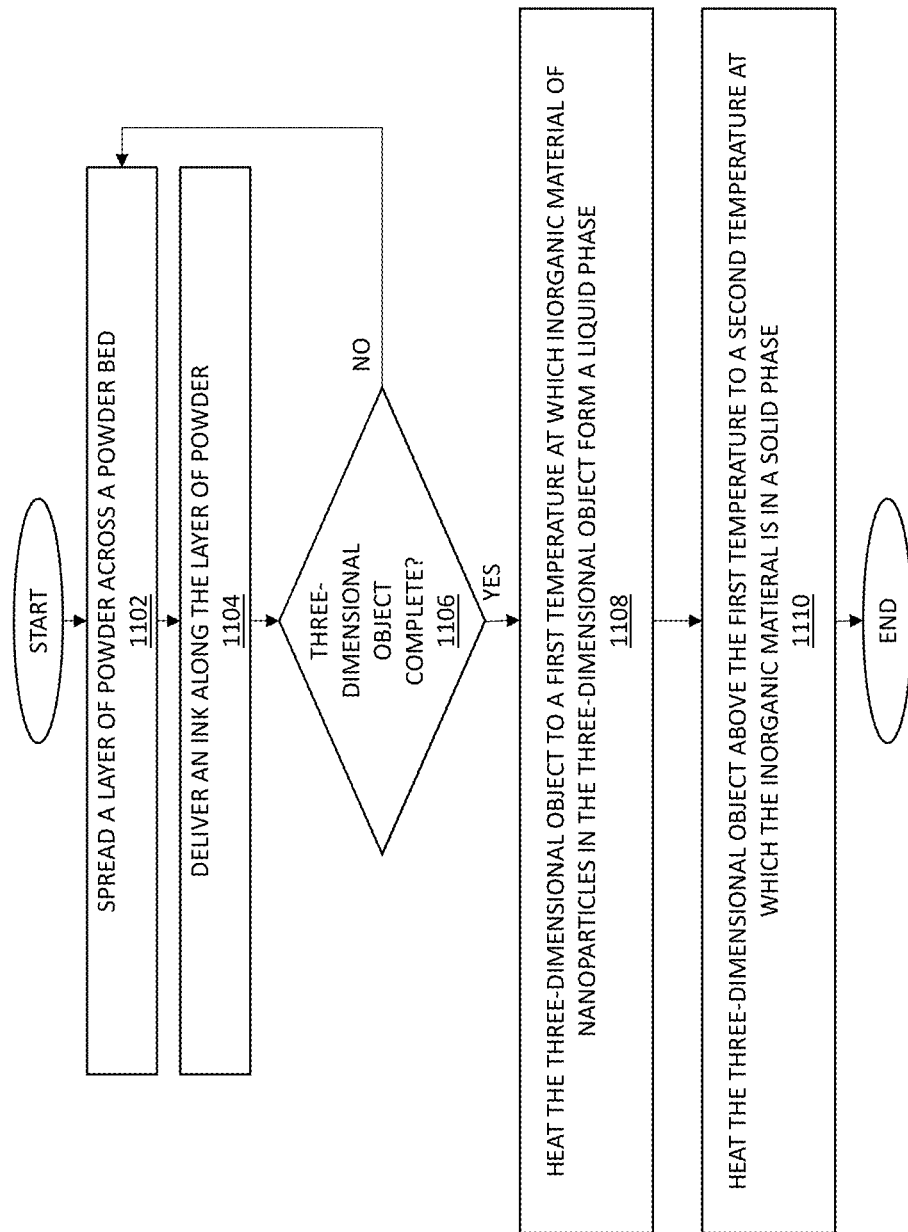 START
SPREAD A LAYER OF POWDER ACROSS A POWDER BED
1102
DELIVER AN INK ALONG THE LAYER OF POWDER
1104
THREE-
DIMENSIONAL
OBJECT
COMPLETE?
1106
NO
YES
HEAT THE THREE-DIMENSIONAL OBJECT TO A FIRST TEMPERATURE AT WHICH INORGANIC MATERIAL OF
NANOPARTICLES IN THE THREE-DIMENSIONAL OBJECT FORM A LIQUID PHASE
1108
HEAT THE THREE-DIMENSIONAL OBJECT ABOVE THE FIRST TEMPERATURE TO A SECOND TEMPERATURE AT
WHICH THE INORGANIC MATIERAL IS IN A SOLID PHASE
1110
END